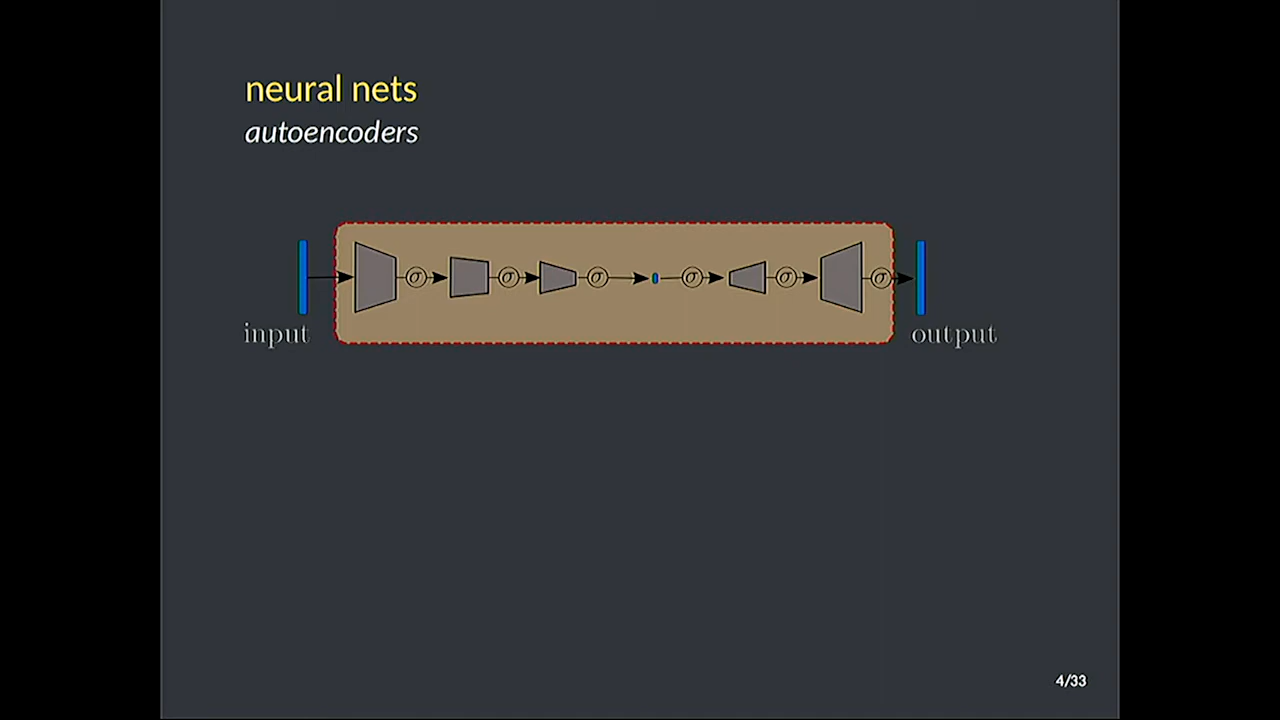 neural nets
autoencoders
σ σ σ σ σ σ
input output
4/33